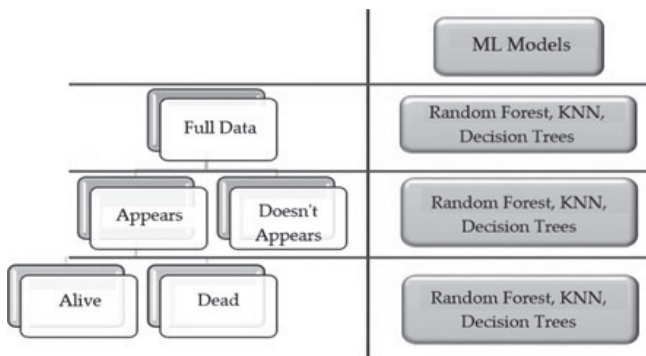 ML Models
Full Data
Random Forest, KNN,
Decision Trees
Appears
Doesn't
Appears
Random Forest, KNN,
Decision Trees
Alive
Dead
Random Forest, KNN,
Decision Trees